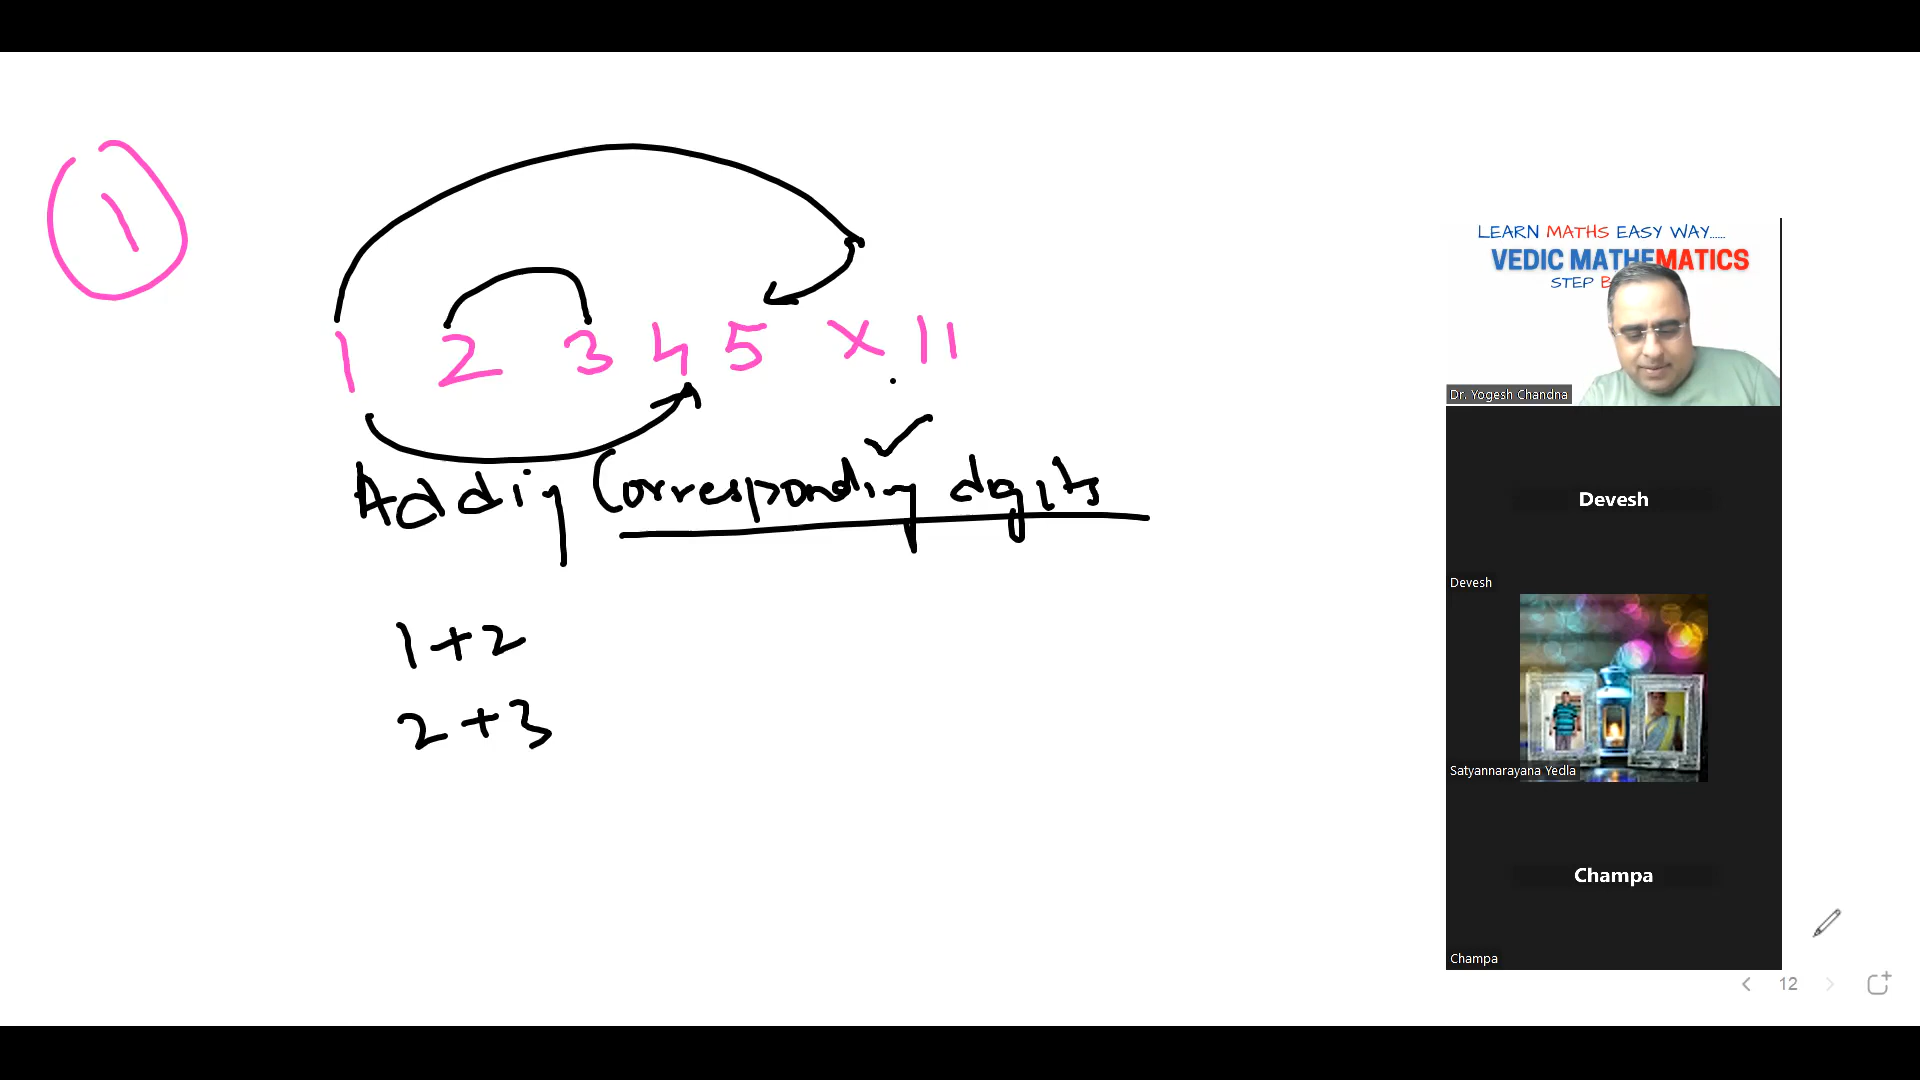 1
1 2 3 4 5 × 11
Addig Corresponding digits
1+2
2+3
LEARN MATHS EASY WAY......
VEDIC MATHEMATICS
STEP B
Dr. Yogesh Chandna
Devesh
Devesh
Satyannarayana Yedla
Champa
Champa
12